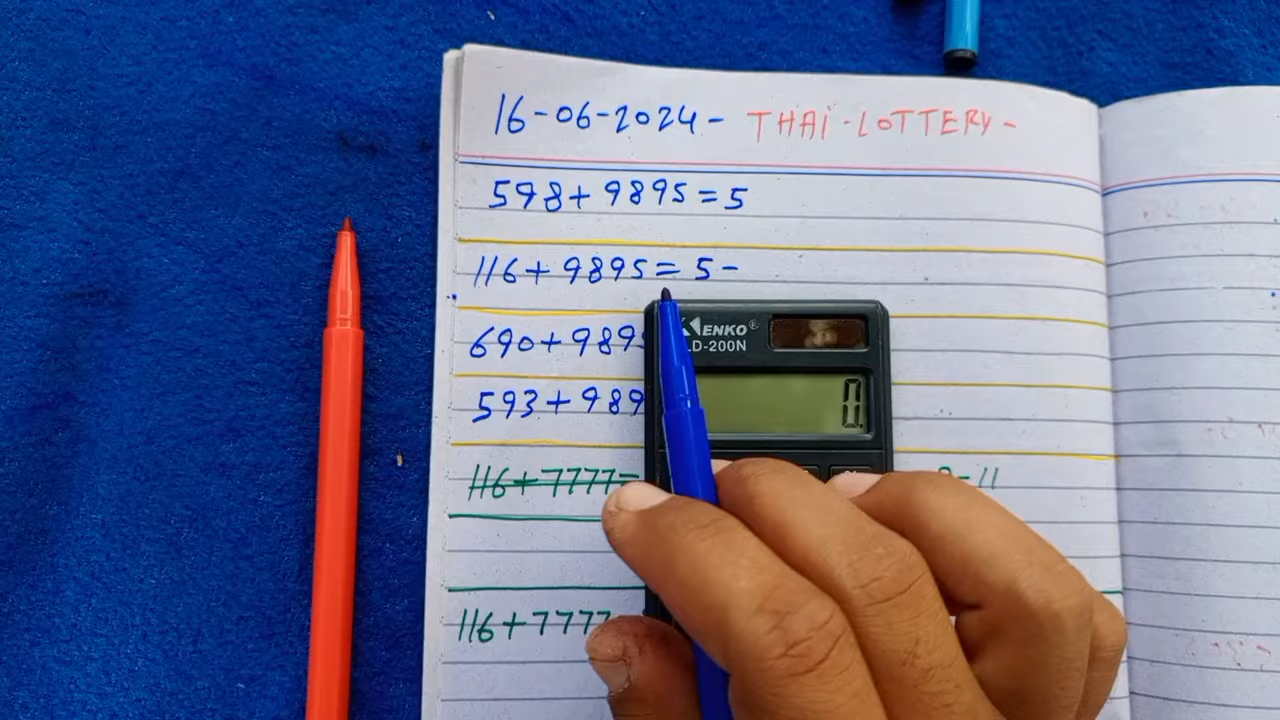 16-06-2024- THAI-LOTTERY-
598+9895=5
116+9895=5-
690+989
593+989
116+7777=
-11
116+7777
KENKO®
LD-200N
0.